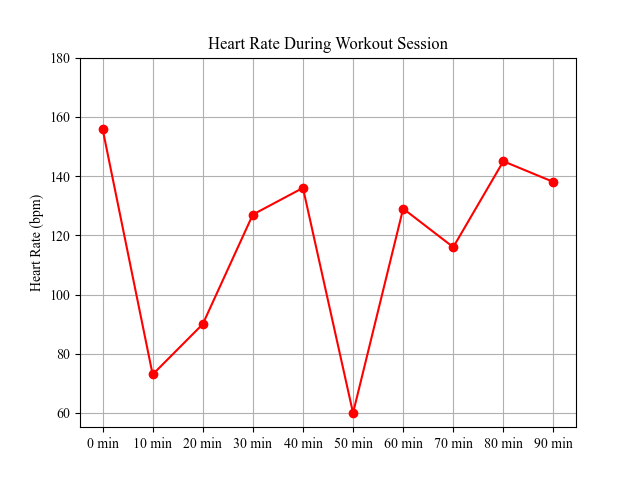 Heart Rate During Workout Session
Heart Rate (bpm)
180
160
140
120
100
80
60
0 min 10 min 20 min 30 min 40 min 50 min 60 min 70 min 80 min 90 min